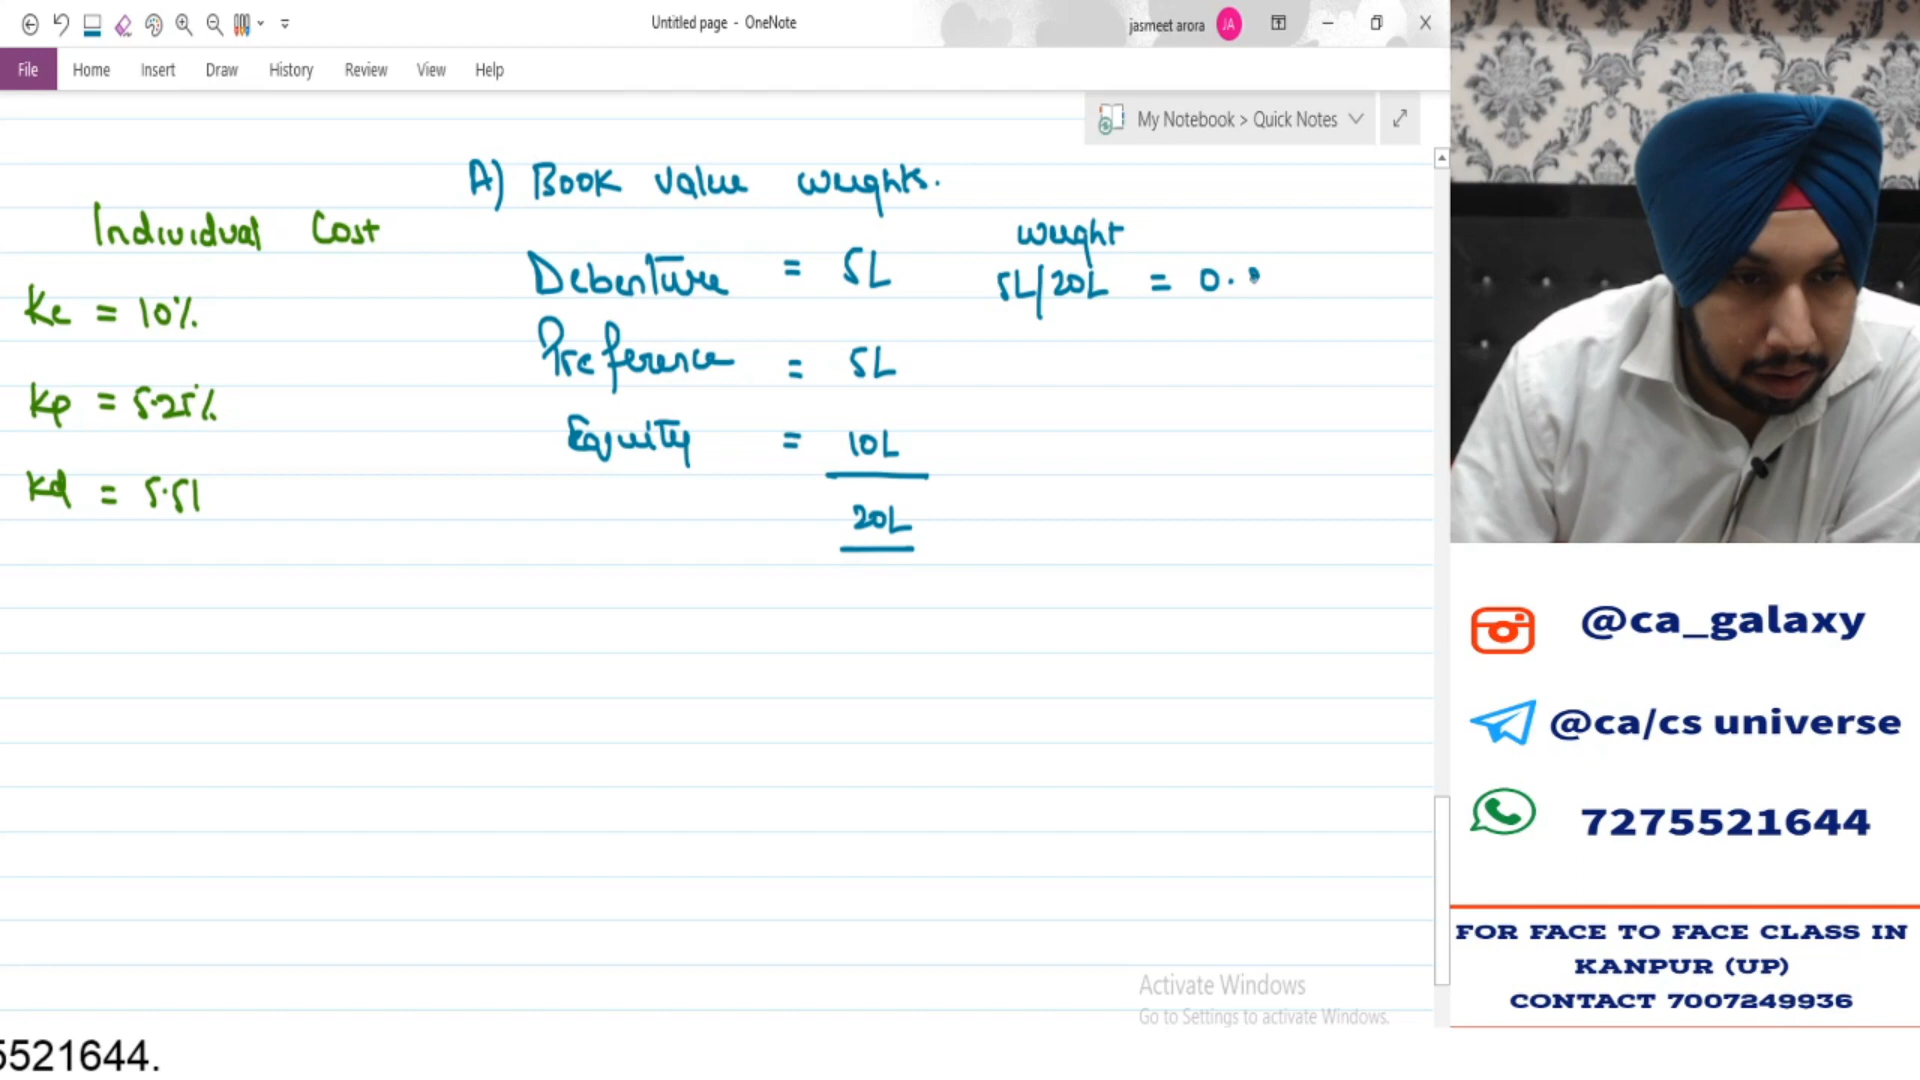 Untitled page - OneNote
jasmeet arora JA
File Home Insert Draw History Review View Help
My Notebook > Quick Notes
A) Book value weights.
Individual Cost
weight
Debenture = 5L 5L/20L = 0.
Ke = 10%
Preference = 5L
Kp = 5.25%
Equity = 10L
Kd = 5.51
20L
@ca_galaxy
@ca/cs universe
7275521644
FOR FACE TO FACE CLASS IN
KANPUR (UP)
CONTACT 7007249936
Activate Windows
Go to Settings to activate Windows.
5521644.